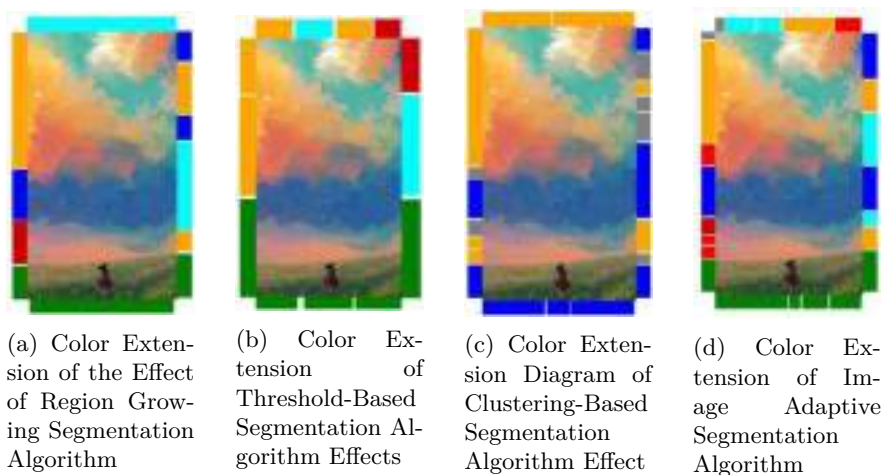 (a) Color Exten-
sion of the Effect
of Region Grow-
ing Segmentation
Algorithm
(b) Color Ex-
tension of
Threshold-Based
Segmentation Al-
gorithm Effects
(c) Color Exten-
sion Diagram of
Clustering-Based
Segmentation
Algorithm Effect
(d) Color Ex-
tension of Im-
age Adaptive
Segmentation
Algorithm